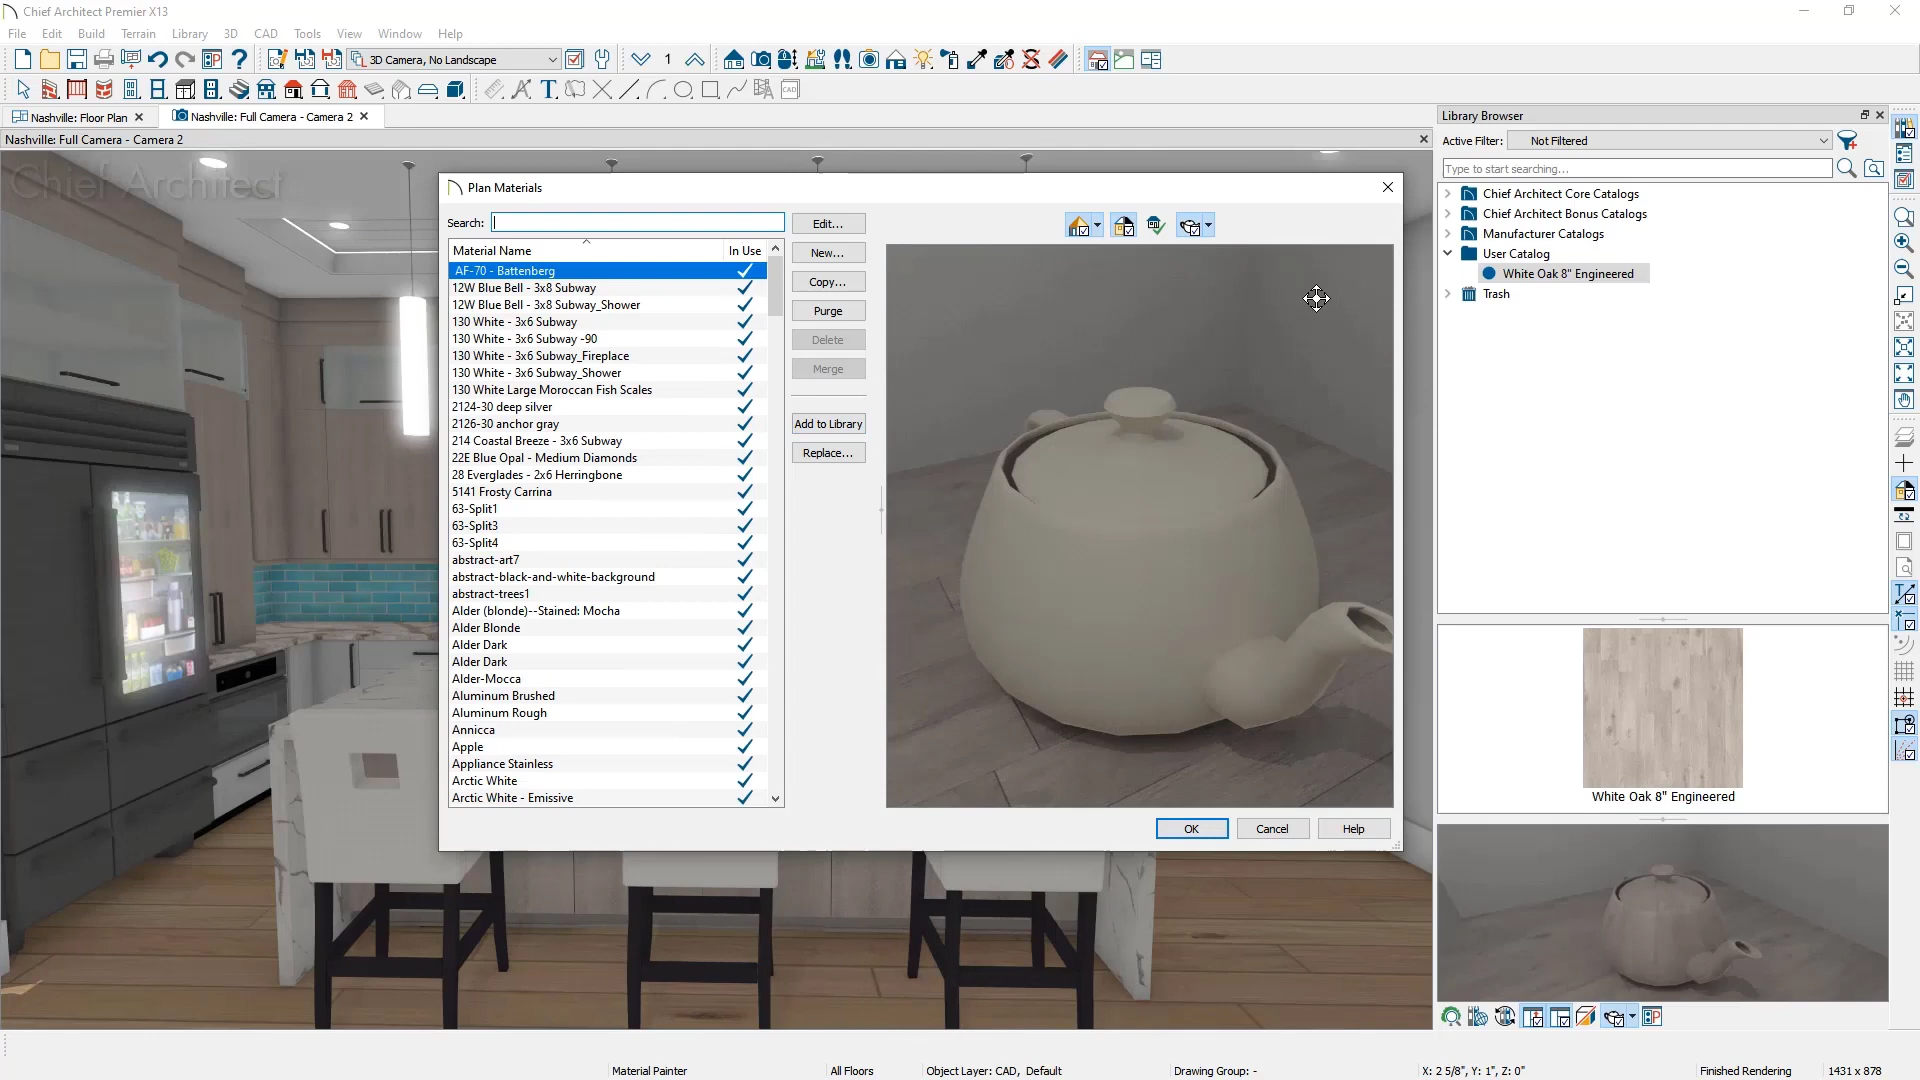 Chief Architect Premier X13
File Edit Build Terrain Library 3D CAD Tools View Window Help
3D Camera, No Landscape
1
Nashville: Floor Plan
Nashville: Full Camera - Camera 2
Nashville: Full Camera - Camera 2
Chief Architect
Plan Materials
Search:
Material Name In Use
AF-70 - Battenberg
12W Blue Bell - 3x8 Subway
12W Blue Bell - 3x8 Subway_Shower
130 White - 3x6 Subway
130 White - 3x6 Subway -90
130 White - 3x6 Subway_Fireplace
130 White - 3x6 Subway_Shower
130 White Large Moroccan Fish Scales
2124-30 deep silver
2126-30 anchor gray
214 Coastal Breeze - 3x6 Subway
22E Blue Opal - Medium Diamonds
28 Everglades - 2x6 Herringbone
5141 Frosty Carrina
63-Split1
63-Split3
63-Split4
abstract-art7
abstract-black-and-white-background
abstract-trees1
Alder (blonde)--Stained: Mocha
Alder Blonde
Alder Dark
Alder Dark
Alder-Mocca
Aluminum Brushed
Aluminum Rough
Annicca
Apple
Appliance Stainless
Arctic White
Arctic White - Emissive
Edit...
New...
Copy...
Purge
Delete
Merge
Add to Library
Replace...
OK Cancel Help
Library Browser
Active Filter: Not Filtered
Type to start searching...
Chief Architect Core Catalogs
Chief Architect Bonus Catalogs
Manufacturer Catalogs
User Catalog
White Oak 8" Engineered
Trash
White Oak 8" Engineered
Material Painter All Floors Object Layer: CAD, Default Drawing Group: - X: 2 5/8", Y: 1", Z: 0" Finished Rendering 1431 x 878